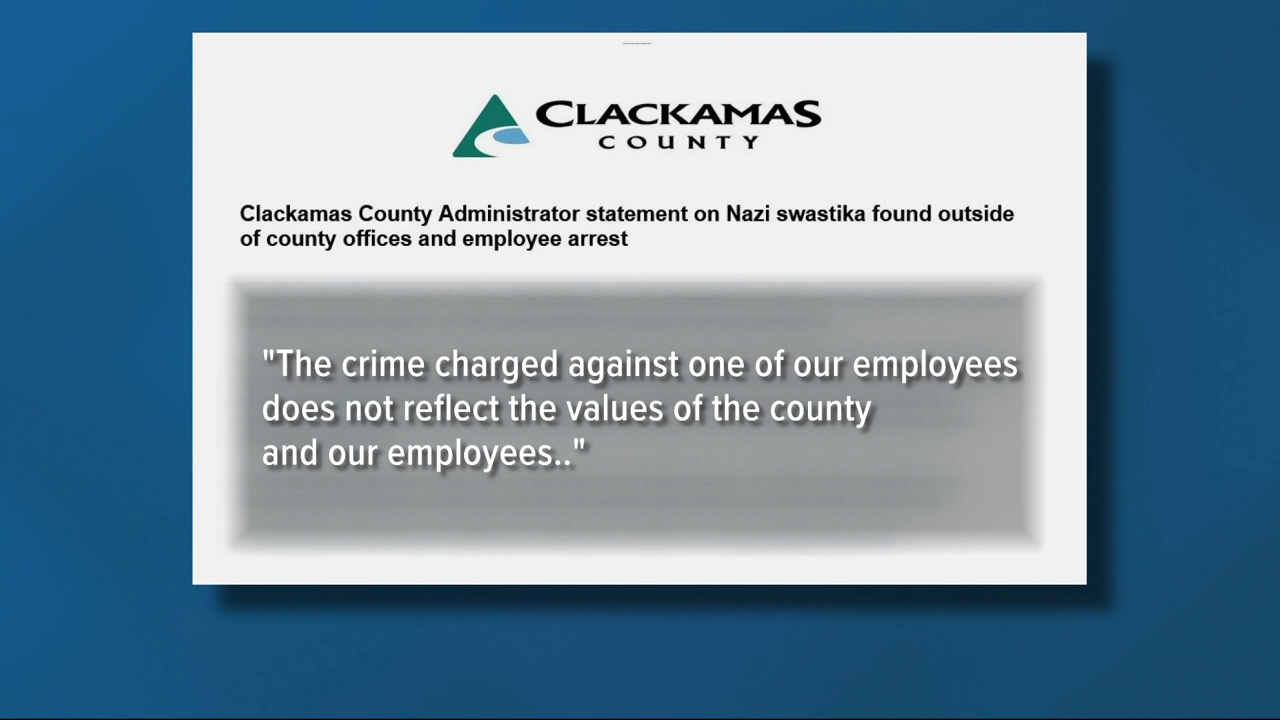 CLACKAMAS
COUNTY
Clackamas County Administrator statement on Nazi swastika found outside
of county offices and employee arrest
"The crime charged against one of our employees
does not reflect the values of the county
and our employees.."